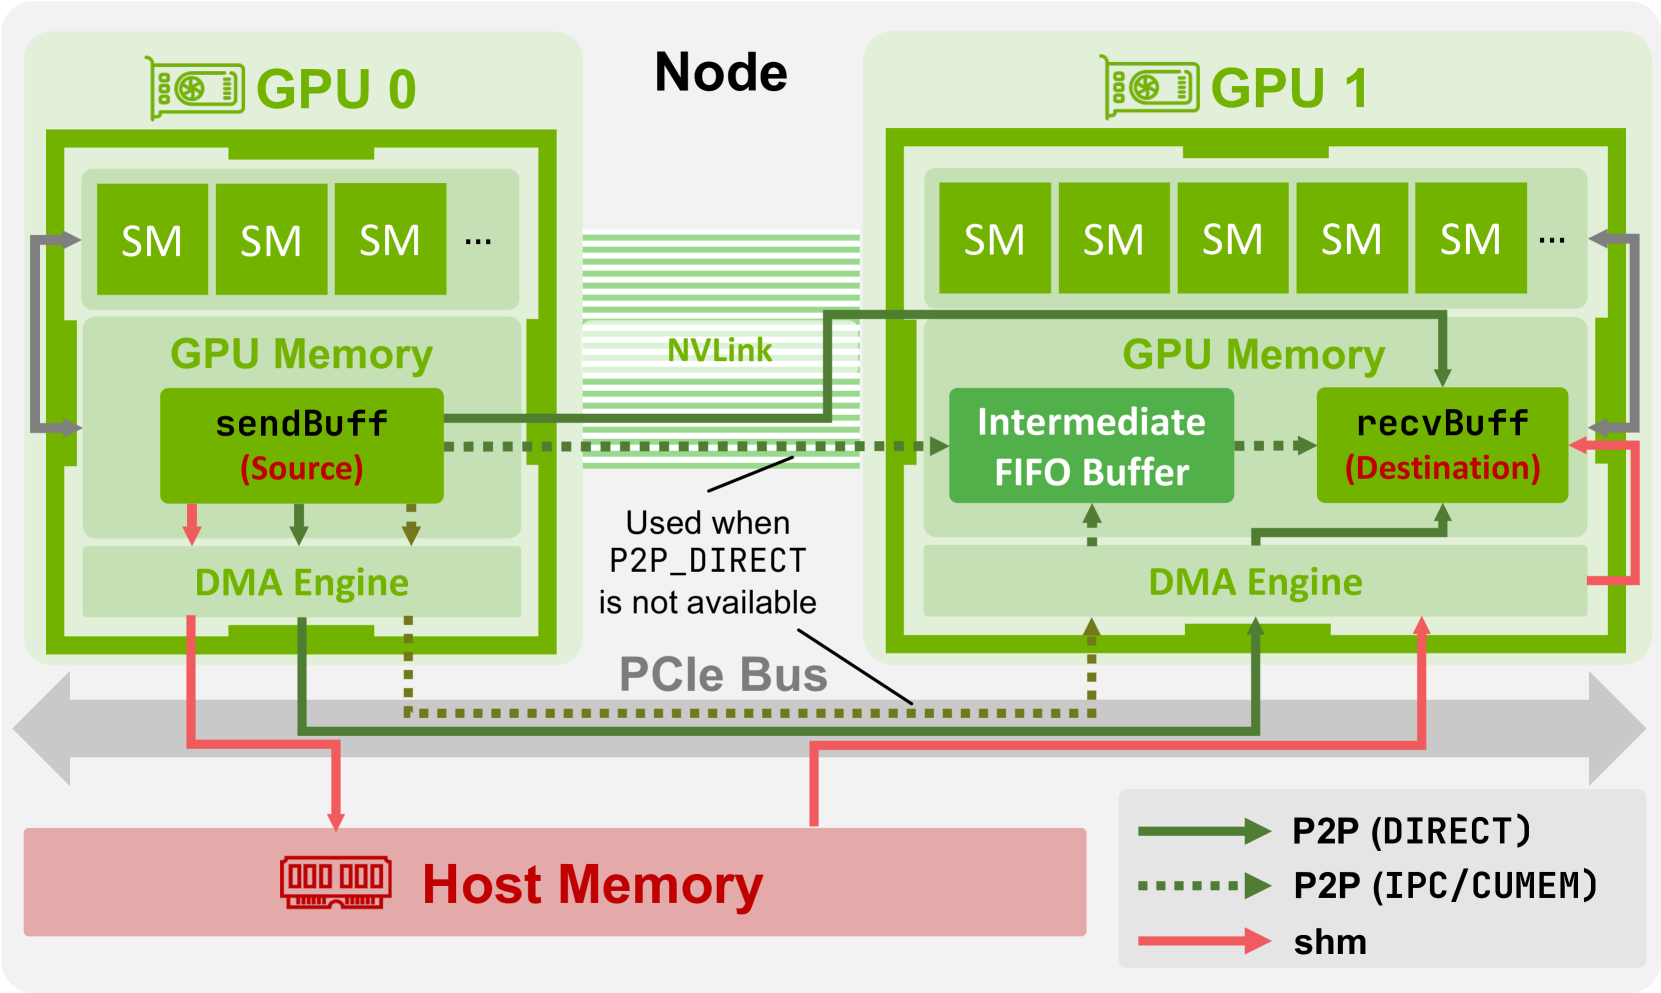 GPU 0
Node
GPU 1
SM SM SM ...
SM SM SM SM SM ...
GPU Memory
sendBuff
(Source)
DMA Engine
NVLink
GPU Memory
Intermediate
FIFO Buffer
recvBuff
(Destination)
DMA Engine
Used when
P2P_DIRECT
is not available
PCIe Bus
Host Memory
P2P (DIRECT)
P2P (IPC/CUMEM)
shm